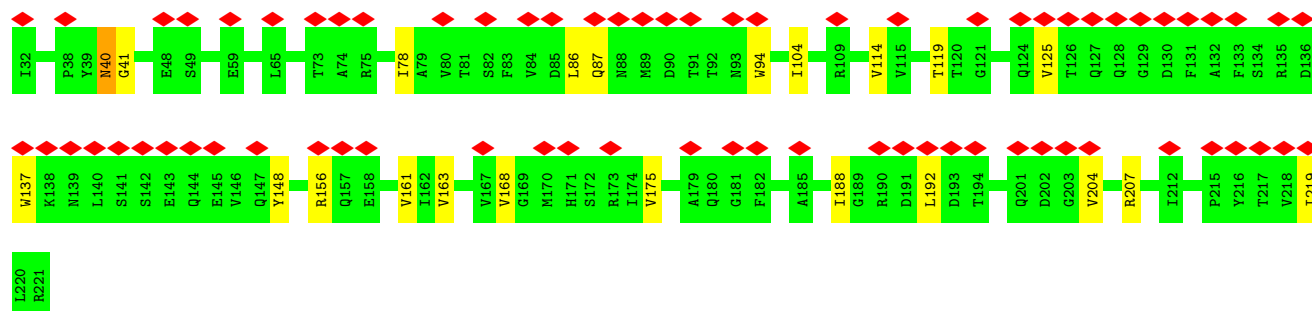 I32 P38 Y39 N40 G41 E48 S49 E59 L65 T73 A74 R75 I78 A79 V80 T81 S82 F83 V84 D85 L86 Q87 N88 M89 D90 T91 T92 N93 W94 I104 R109 V114 V115 T119 T120 G121 Q124 V125 T126 Q127 Q128 G129 D130 F131 A132 F133 S134 R135 D136
W137 K138 N139 L140 S141 S142 E143 Q144 E145 V146 Q147 Y148 R156 Q157 E158 V161 I162 V163 V167 V168 G169 M170 H171 S172 R173 I174 V175 A179 Q180 G181 F182 A185 I188 G189 R190 D191 L192 D193 T194 Q201 D202 G203 V204 R207 I212 P215 Y216 T217 V218 I219
L220 R221